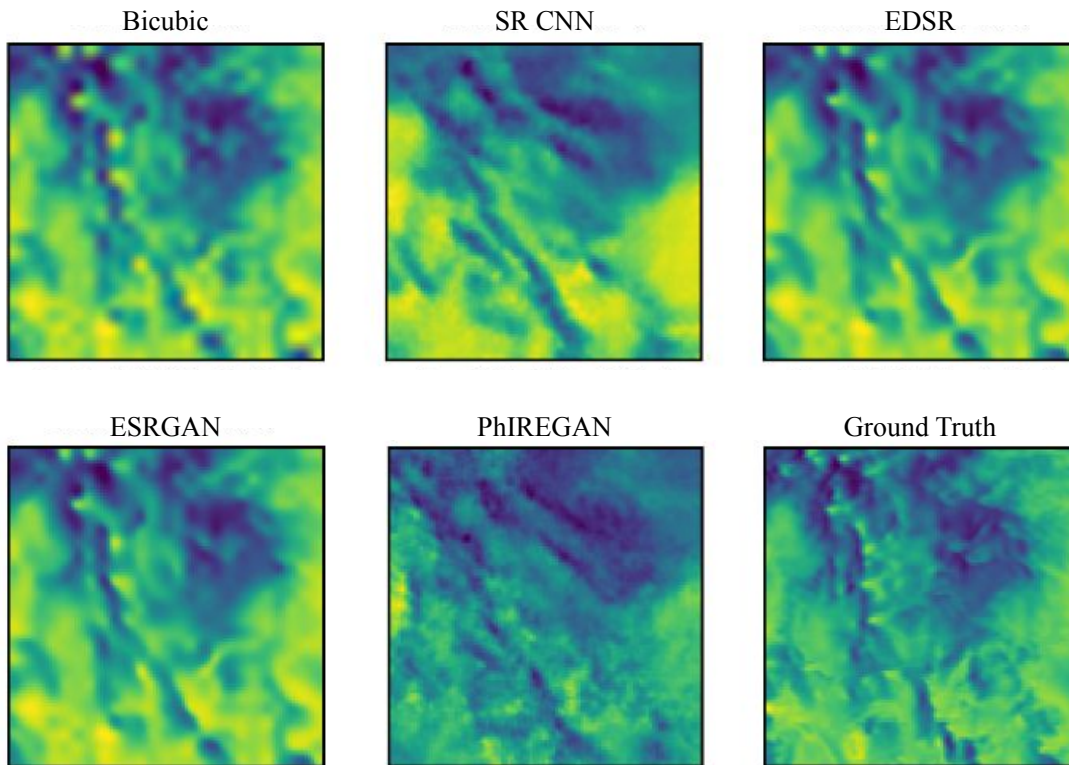 Bicubic
SR CNN
EDSR
ESRGAN
PhIREGAN
Ground Truth